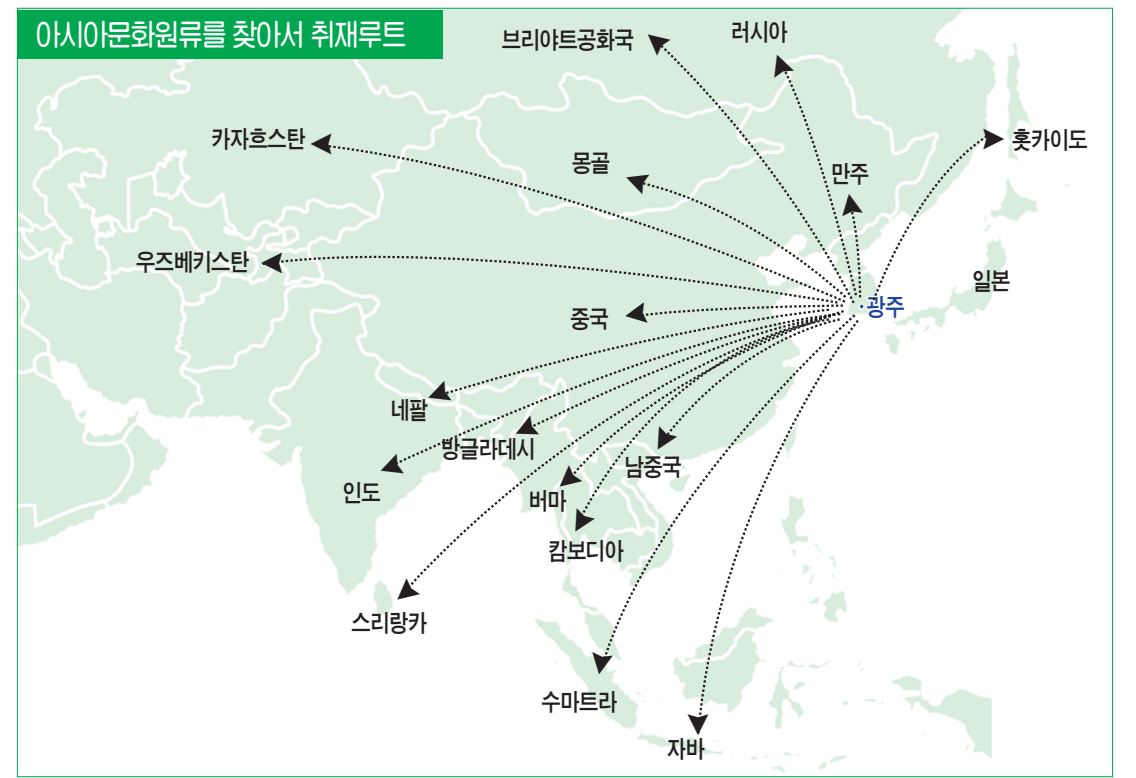 아시아문화원류를 찾아서 취재루트
브리야트공화국
러시아
카자흐스탄
몽골
만주
홋카이도
우즈베키스탄
중국
일본
·광주
네팔
방글라데시
남중국
인도
버마
캄보디아
스리랑카
수마트라
자바